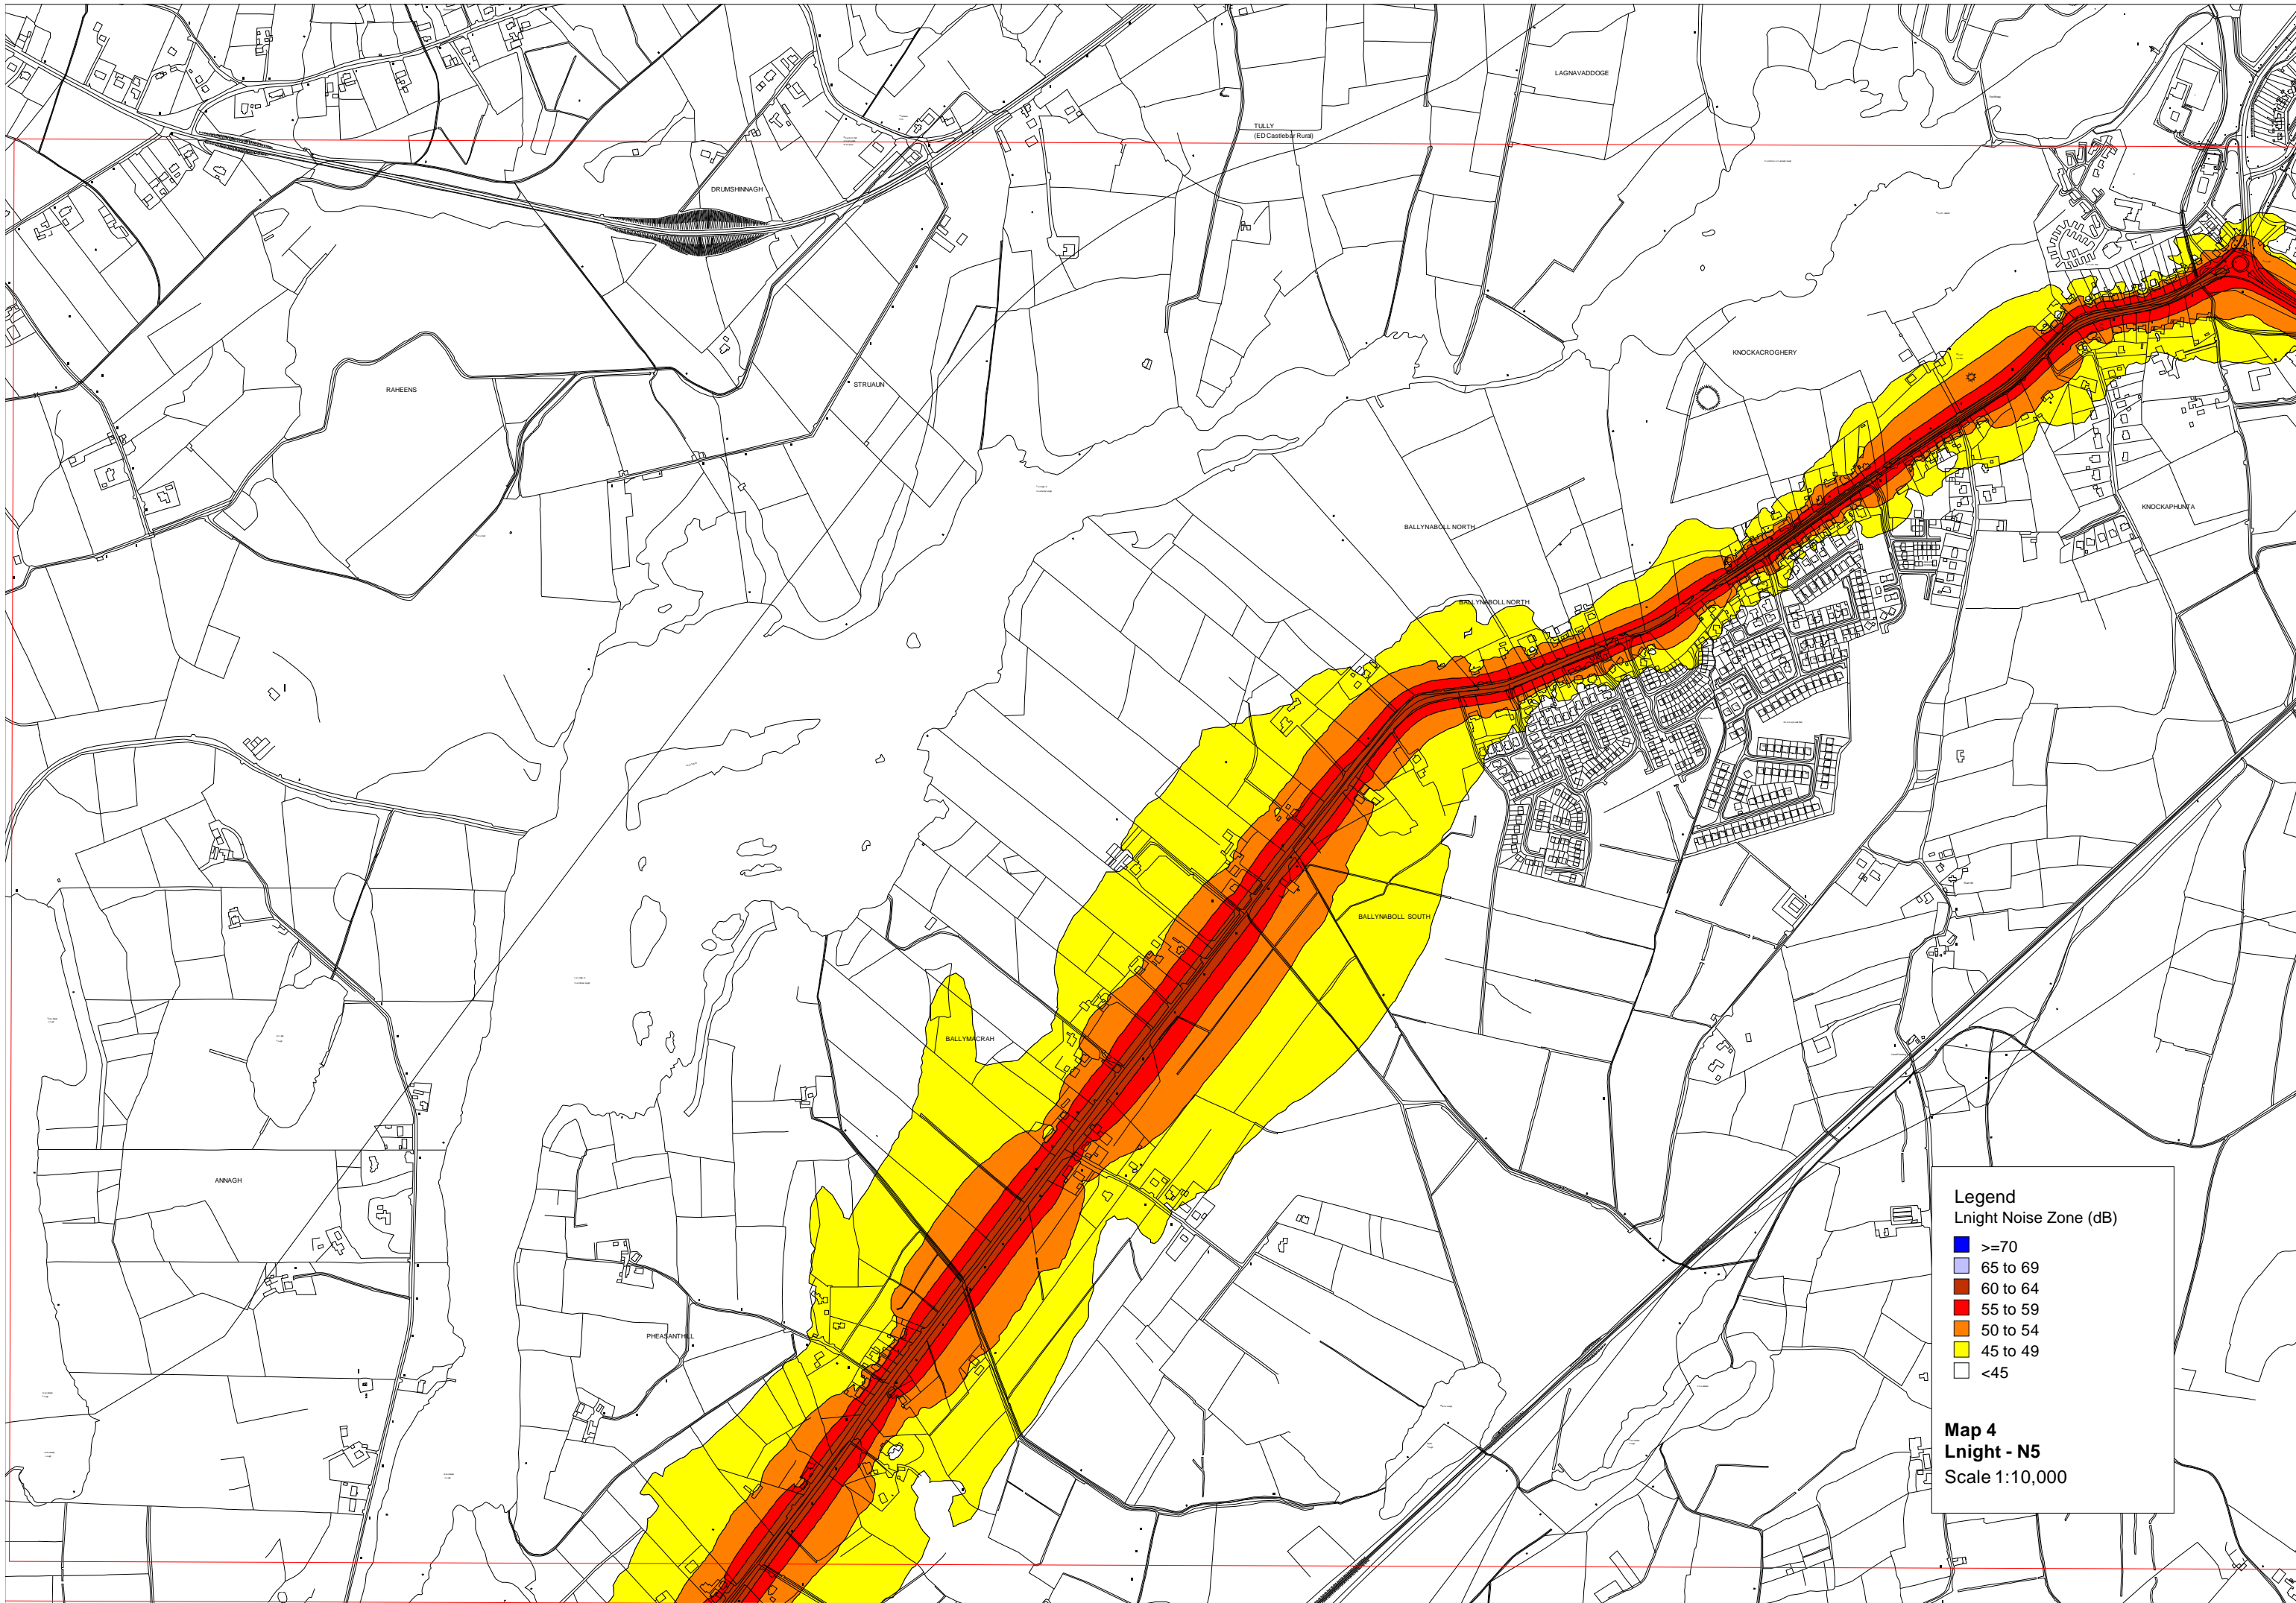 LAGNAVADDOGE
TULLY
(ED Castlebar Rural)
DRUMSHINNAGH
KNOCKACROGHERY
RAHEENS
STRUAUN
KNOCKAPHUNTA
BALLYNABOLL NORTH
BALLYNABOLL NORTH
BALLYNABOLL SOUTH
BALLYMACRAH
ANNAGH
PHEASANTHILL
Legend
Lnight Noise Zone (dB)
>=70
65 to 69
60 to 64
55 to 59
50 to 54
45 to 49
<45
Map 4
Lnight - N5
Scale 1:10,000